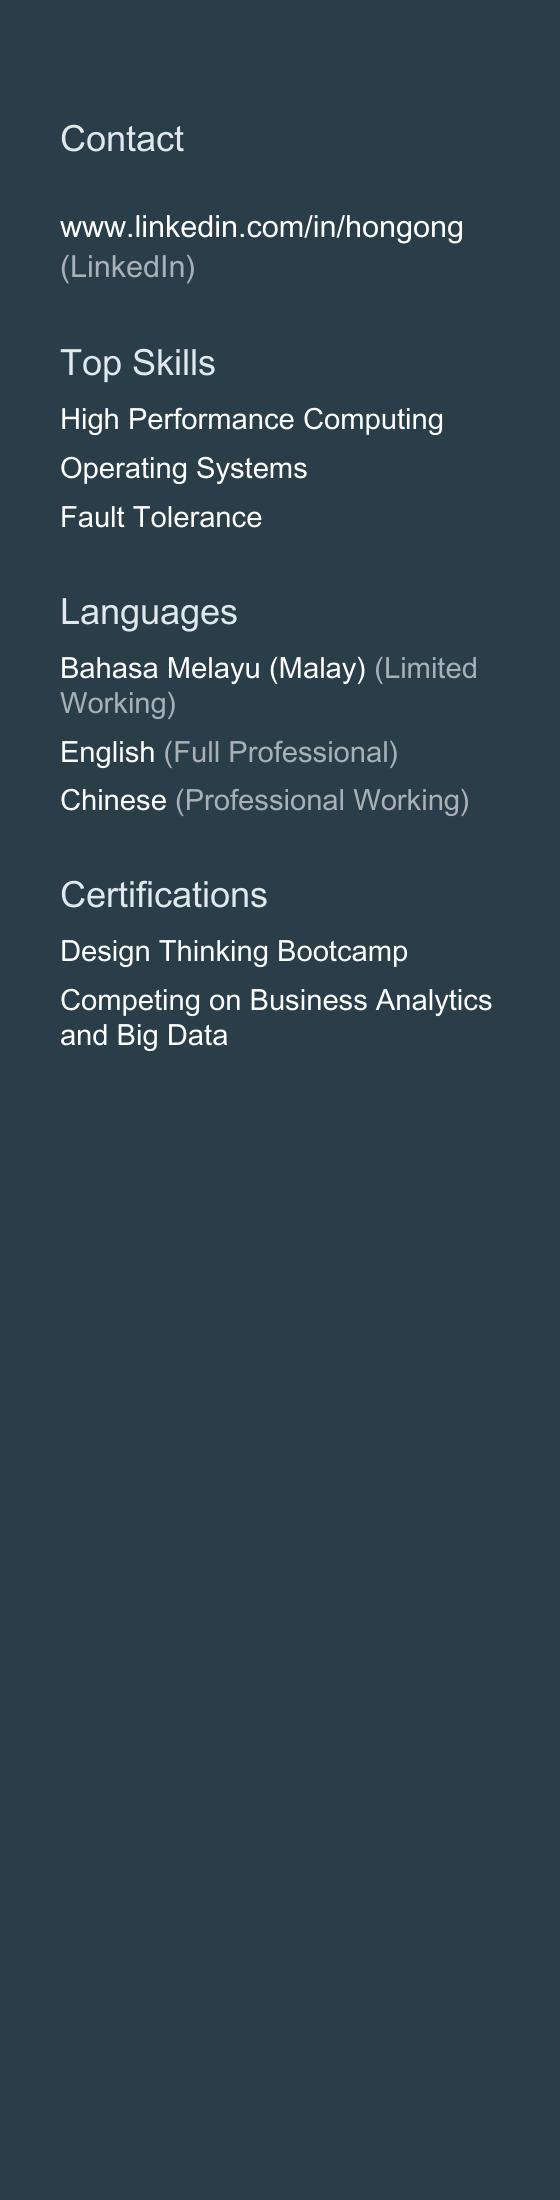 Contact
www.linkedin.com/in/hongong
(LinkedIn)
Top Skills
High Performance Computing
Operating Systems
Fault Tolerance
Languages
Bahasa Melayu (Malay) (Limited
Working)
English (Full Professional)
Chinese (Professional Working)
Certifications
Design Thinking Bootcamp
Competing on Business Analytics
and Big Data